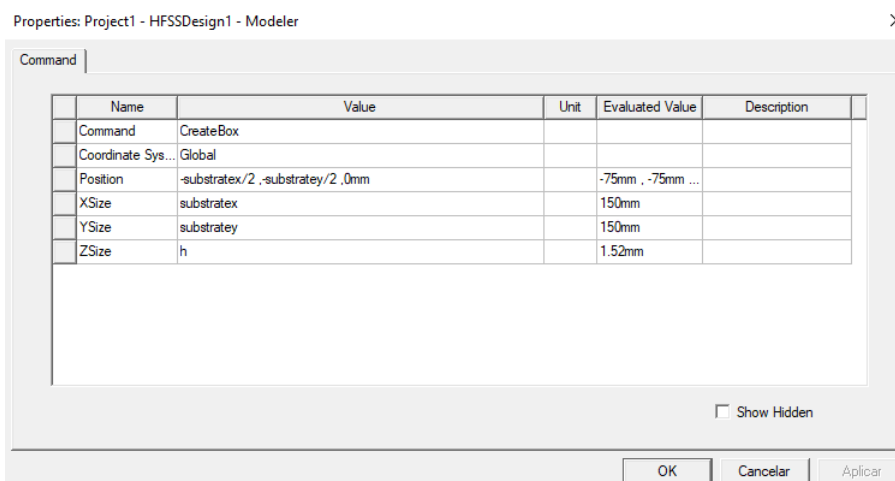 Properties: Project1 - HFSSDesign1 - Modeler
Command
Name Value Unit Evaluated Value Description
Command CreateBox
Coordinate Sys... Global
Position -substratex/2 ,-substratey/2 ,0mm -75mm , -75mm ...
XSize substratex 150mm
YSize substratey 150mm
ZSize h 1.52mm
Show Hidden
OK Cancelar Aplicar